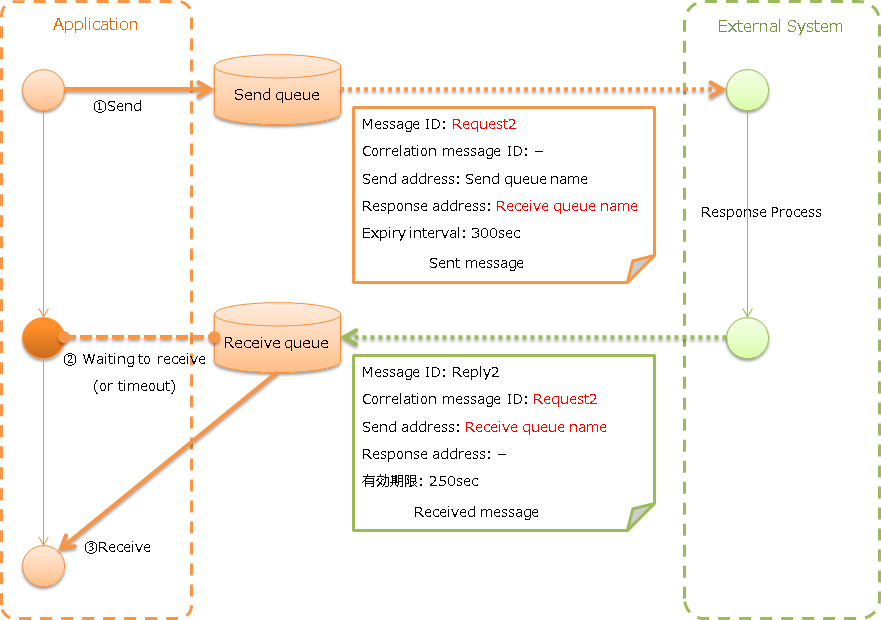 Application
External System
Send queue
①Send
Message ID: Request2
Correlation message ID: −
Send address: Send queue name
Response address: Receive queue name
Expiry interval: 300sec
Sent message
Response Process
Receive queue
② Waiting to receive
(or timeout)
Message ID: Reply2
Correlation message ID: Request2
Send address: Receive queue name
Response address: −
有効期限: 250sec
Received message
③Receive